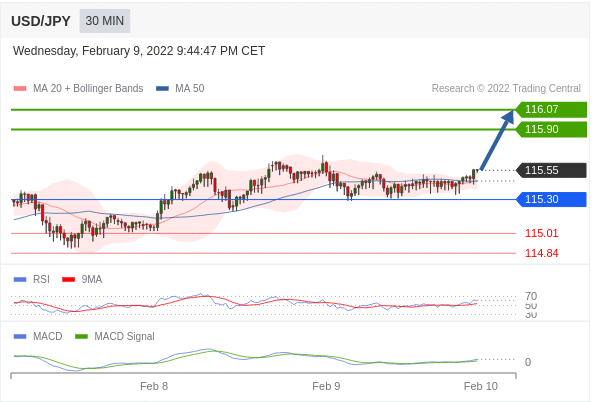 USD/JPY 30 MIN
Wednesday, February 9, 2022 9:44:47 PM CET
MA 20 + Bollinger Bands MA 50 Research © 2022 Trading Central
116.07
115.90
115.55
115.30
115.01
114.84
RSI 9MA
70
50
30
MACD MACD Signal
0
Feb 8 Feb 9 Feb 10